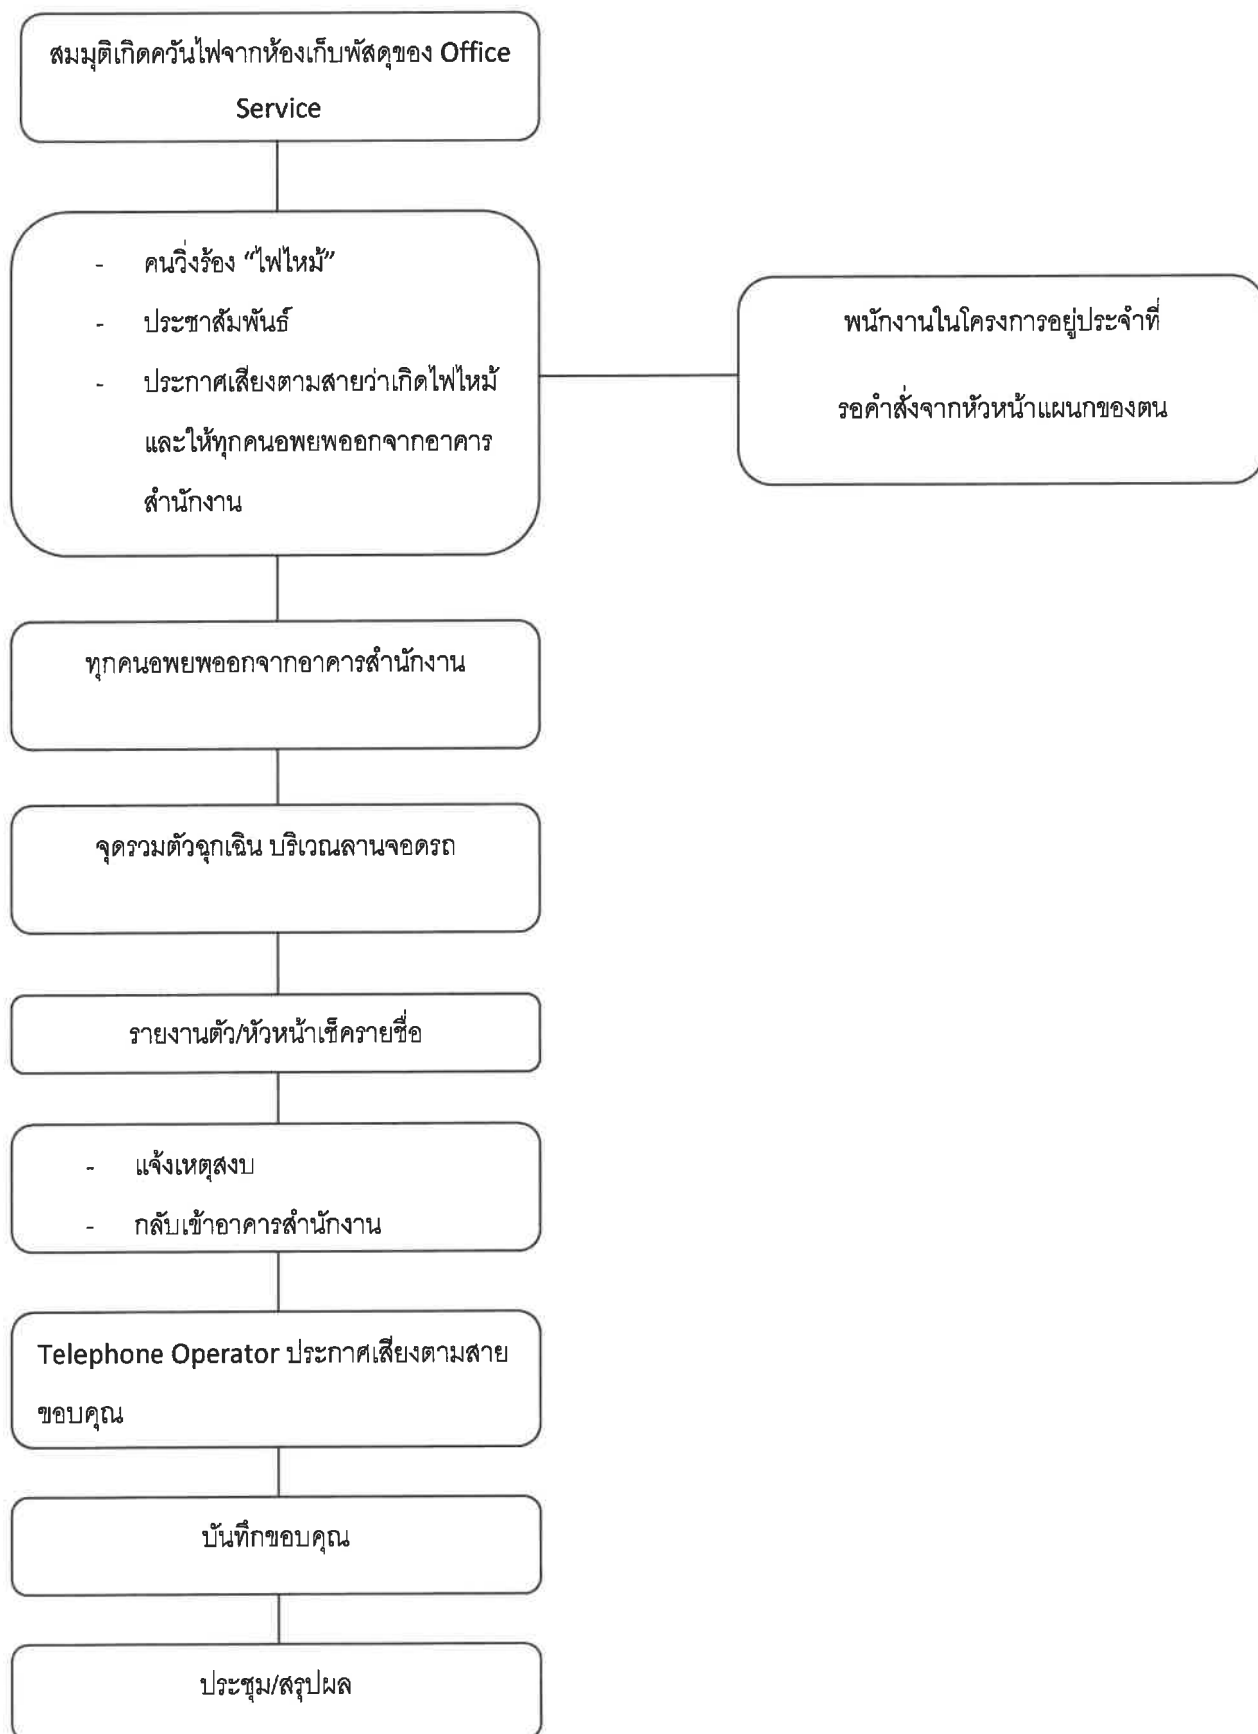 สมมุติเกิดควันไฟจากห้องเก็บพัสดุของ Office
Service
- คนวิ่งร้อง “ไฟไหม้”
- ประชาสัมพันธ์
- ประกาศเสียงตามสายว่าเกิดไฟไหม้
และให้ทุกคนอพยพออกจากอาคาร
สำนักงาน
พนักงานในโครงการอยู่ประจำที่
รอคำสั่งจากหัวหน้าแผนกของตน
ทุกคนอพยพออกจากอาคารสำนักงาน
จุดรวมตัวฉุกเฉิน บริเวณลานจอดรถ
รายงานตัว/หัวหน้าเช็ครายชื่อ
- แจ้งเหตุสงบ
- กลับเข้าอาคารสำนักงาน
Telephone Operator ประกาศเสียงตามสาย
ขอบคุณ
บันทึกขอบคุณ
ประชุม/สรุปผล